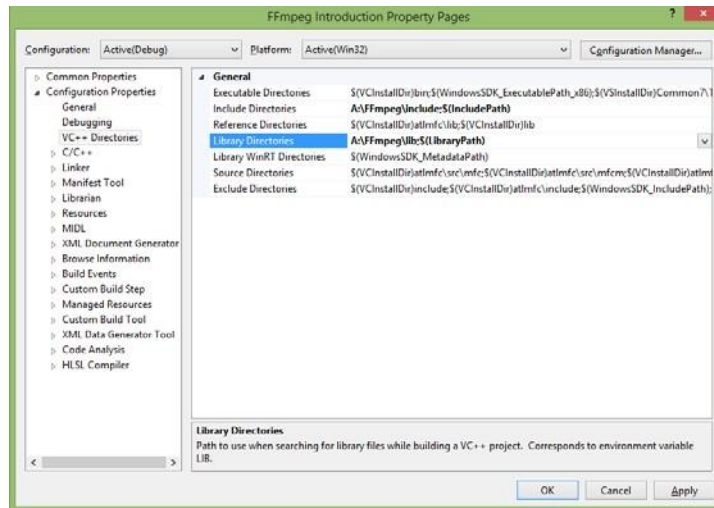 FFmpeg Introduction Property Pages
? ×
Configuration: Active(Debug) Platform: Active(Win32) Configuration Manager...
Common Properties
Configuration Properties
General
Debugging
VC++ Directories
C/C++
Linker
Manifest Tool
Librarian
Resources
MIDL
XML Document Generator
Browse Information
Build Events
Custom Build Step
Managed Resources
Custom Build Tool
XML Data Generator Tool
Code Analysis
HLSL Compiler
General
Executable Directories $(VCInstallDir)bin;$(WindowsSDK_ExecutablePath_x86);$(VSInstallDir)Common7\T
Include Directories A:\FFmpeg\include;$(IncludePath)
Reference Directories $(VCInstallDir)atlmfc\lib;$(VCInstallDir)lib
Library Directories A:\FFmpeg\lib;$(LibraryPath)
Library WinRT Directories $(WindowsSDK_MetadataPath)
Source Directories $(VCInstallDir)atlmfc\src\mfc;$(VCInstallDir)atlmfc\src\mfcm;$(VCInstallDir)atlmf
Exclude Directories $(VCInstallDir)include;$(VCInstallDir)atlmfc\include;$(WindowsSDK_IncludePath);
Library Directories
Path to use when searching for library files while building a VC++ project. Corresponds to environment variable
LIB.
OK Cancel Apply